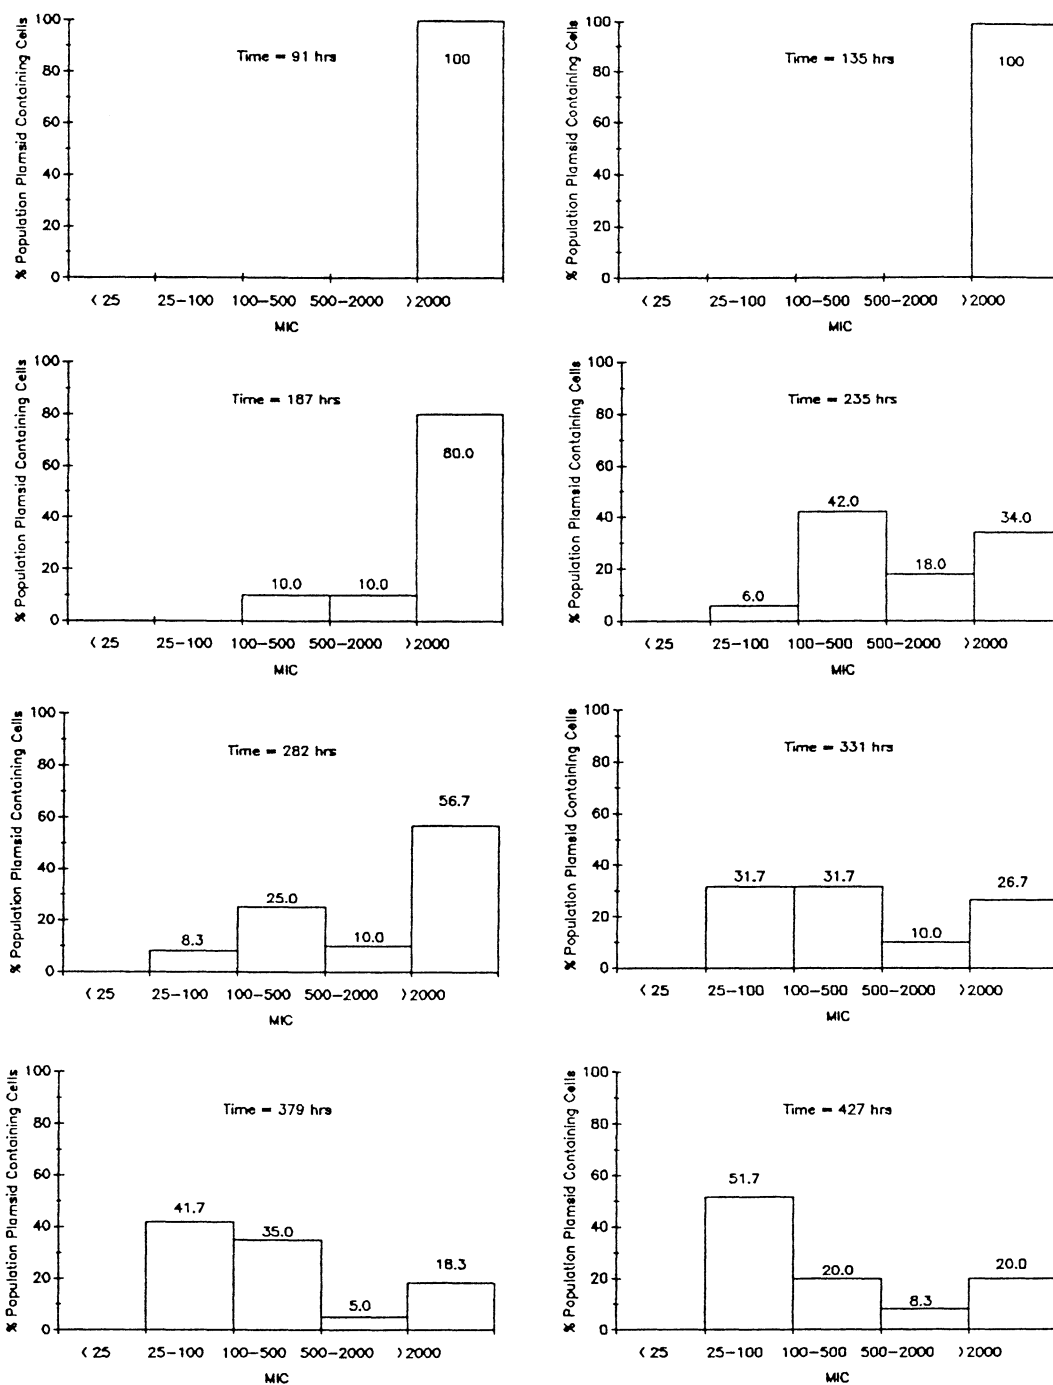 % Population Plamsid Containing Cells
100
80
60
40
20
0
Time = 91 hrs
100
< 25 25-100 100-500 500-2000 >2000
MIC
% Population Plamsid Containing Cells
100
80
60
40
20
0
Time = 135 hrs
100
< 25 25-100 100-500 500-2000 >2000
MIC
% Population Plamsid Containing Cells
100
80
60
40
20
0
Time = 187 hrs
10.0 10.0 80.0
< 25 25-100 100-500 500-2000 >2000
MIC
% Population Plamsid Containing Cells
100
80
60
40
20
0
Time = 235 hrs
6.0 42.0 18.0 34.0
< 25 25-100 100-500 500-2000 >2000
MIC
% Population Plamsid Containing Cells
100
80
60
40
20
0
Time = 282 hrs
8.3 25.0 10.0 56.7
< 25 25-100 100-500 500-2000 >2000
MIC
% Population Plamsid Containing Cells
100
80
60
40
20
0
Time = 331 hrs
31.7 31.7 10.0 26.7
< 25 25-100 100-500 500-2000 >2000
MIC
% Population Plamsid Containing Cells
100
80
60
40
20
0
Time = 379 hrs
41.7 35.0 5.0 18.3
< 25 25-100 100-500 500-2000 >2000
MIC
% Population Plamsid Containing Cells
100
80
60
40
20
0
Time = 427 hrs
51.7 20.0 8.3 20.0
< 25 25-100 100-500 500-2000 >2000
MIC